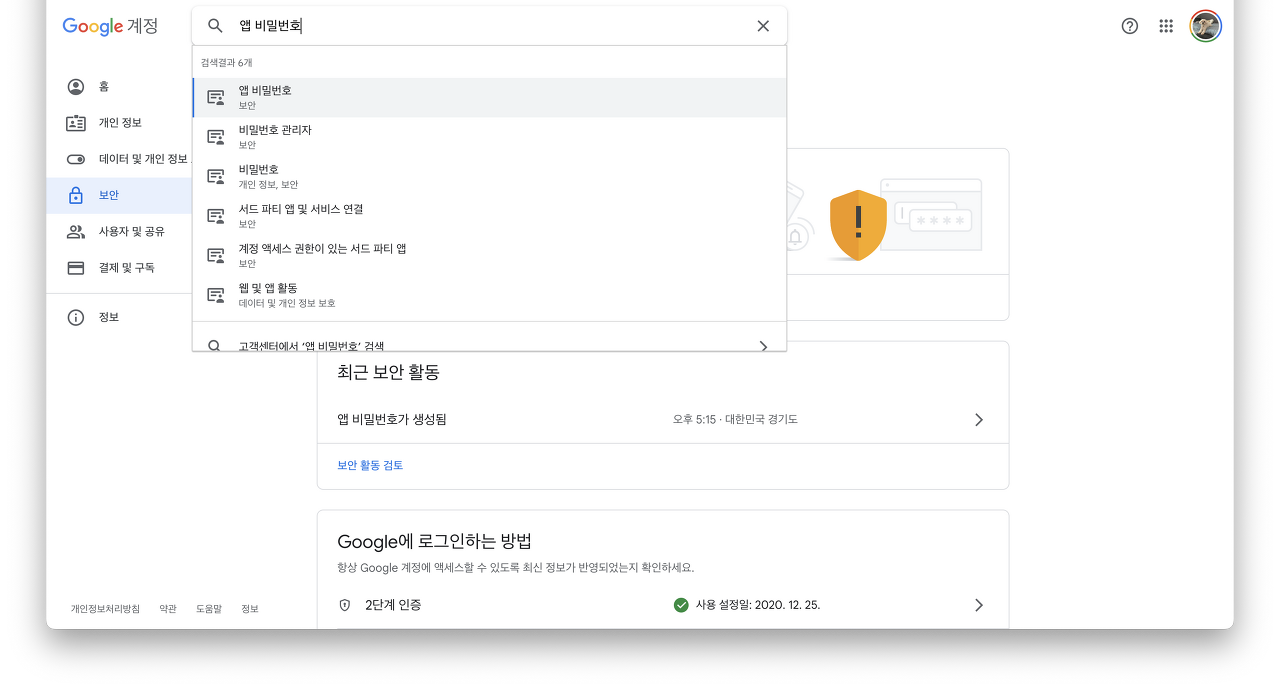 Google 계정
앱 비밀번호
검색결과 6개
앱 비밀번호
보안
비밀번호 관리자
보안
비밀번호
개인 정보, 보안
서드 파티 앱 및 서비스 연결
보안
계정 액세스 권한이 있는 서드 파티 앱
보안
웹 및 앱 활동
데이터 및 개인 정보 보호
고객센터에서 ‘앱 비밀번호’ 검색
홈
개인 정보
데이터 및 개인 정보
보안
사용자 및 공유
결제 및 구독
정보
최근 보안 활동
앱 비밀번호가 생성됨
오후 5:15 · 대한민국 경기도
보안 활동 검토
Google에 로그인하는 방법
항상 Google 계정에 액세스할 수 있도록 최신 정보가 반영되었는지 확인하세요.
2단계 인증
사용 설정일: 2020. 12. 25.
개인정보처리방침 약관 도움말 정보